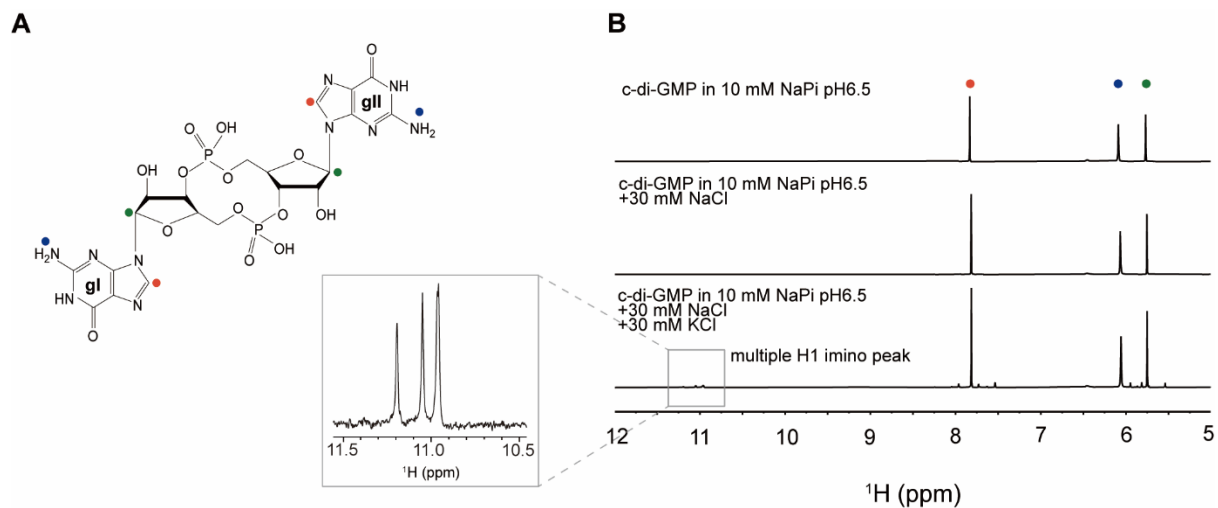 A
B
O
N
NH
gII
N
N
NH₂
OH
O
P
O
O
O
OH
O
O
P
O
OH
OH
O
O
H₂N
N
N
gI
HN
N
O
c-di-GMP in 10 mM NaPi pH6.5
c-di-GMP in 10 mM NaPi pH6.5
+30 mM NaCl
c-di-GMP in 10 mM NaPi pH6.5
+30 mM NaCl
+30 mM KCl
multiple H1 imino peak
11.5 11.0 10.5
¹H (ppm)
12 11 10 9 8 7 6 5
¹H (ppm)